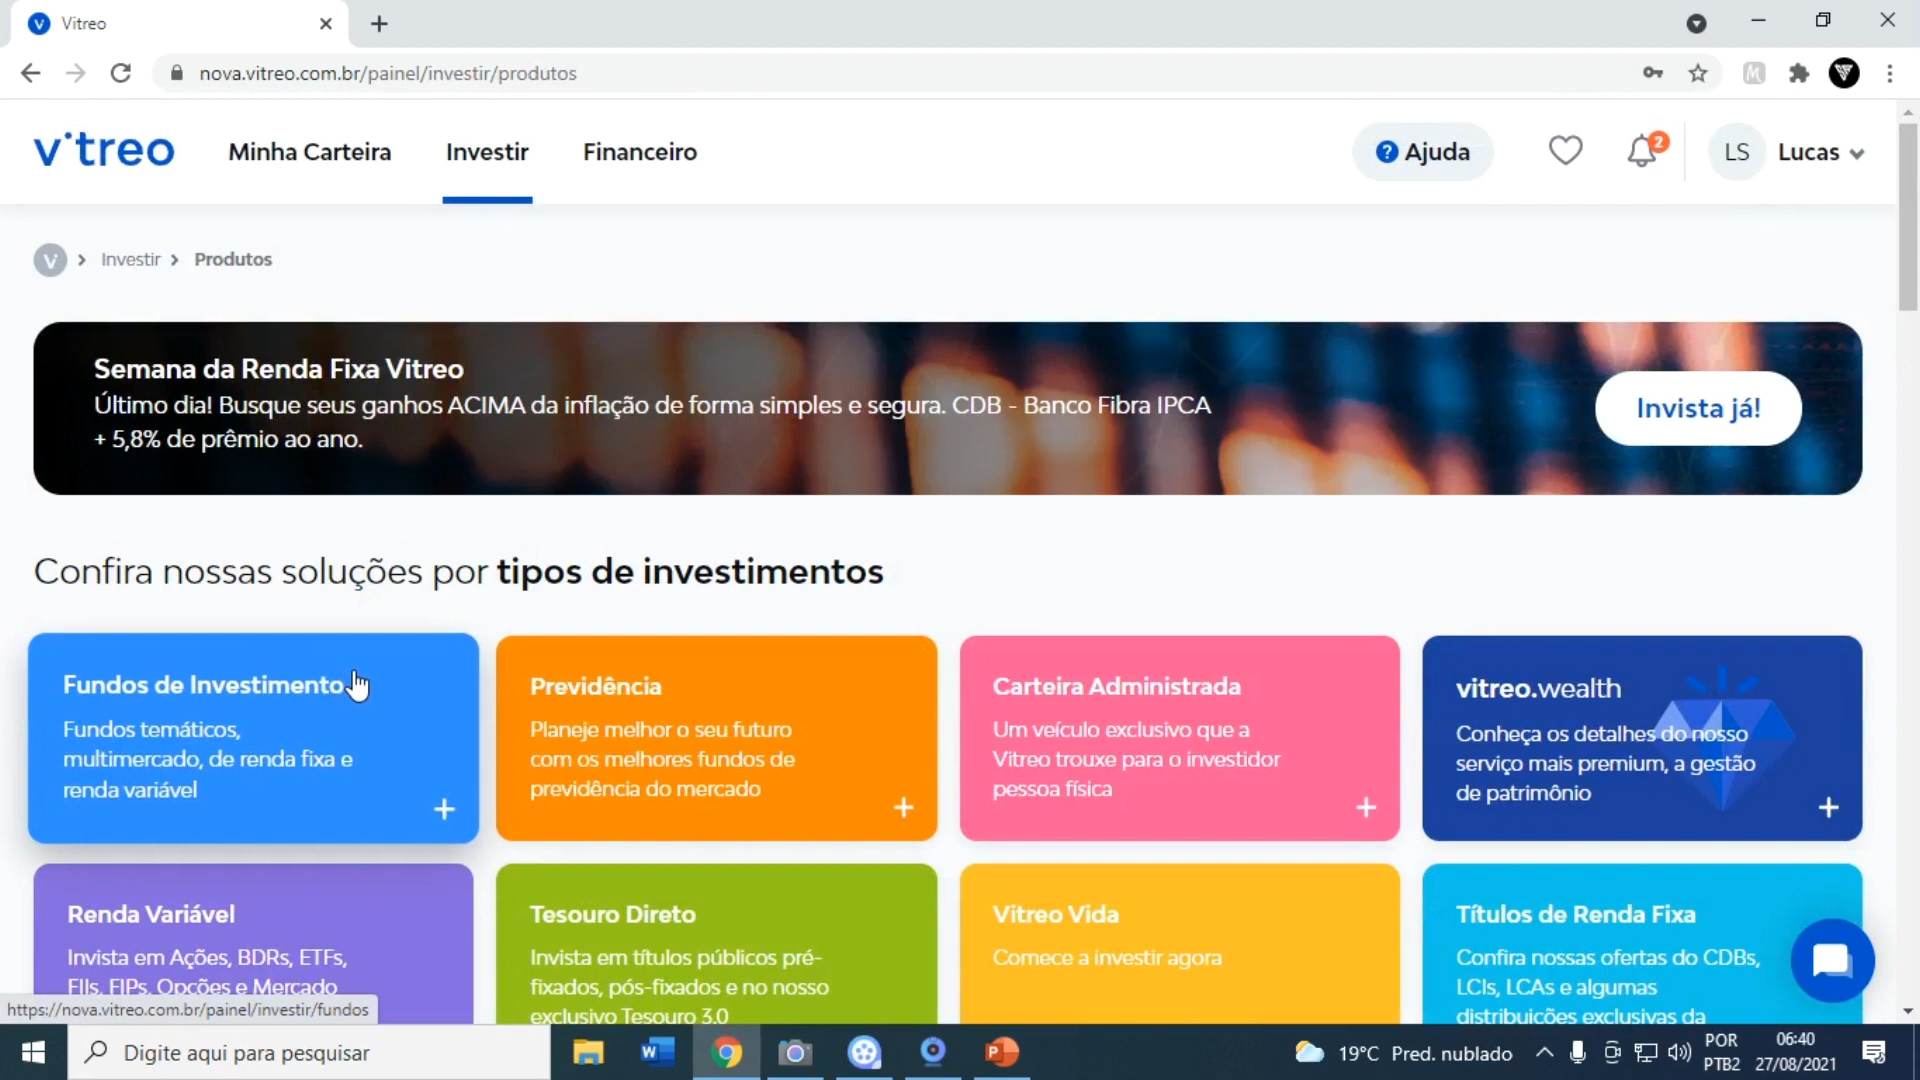 Vitreo
nova.vitreo.com.br/painel/investir/produtos
vitreo
Minha Carteira
Investir
Financeiro
? Ajuda
2
LS
Lucas
v > Investir > Produtos
Semana da Renda Fixa Vitreo
Último dia! Busque seus ganhos ACIMA da inflação de forma simples e segura. CDB - Banco Fibra IPCA
+ 5,8% de prêmio ao ano.
Invista já!
Confira nossas soluções por tipos de investimentos
Fundos de Investimento
Fundos temáticos,
multimercado, de renda fixa e
renda variável
+
Previdência
Planeje melhor o seu futuro
com os melhores fundos de
previdência do mercado
+
Carteira Administrada
Um veículo exclusivo que a
Vitreo trouxe para o investidor
pessoa física
+
vitreo.wealth
Conheça os detalhes do nosso
serviço mais premium, a gestão
de patrimônio
+
Renda Variável
Invista em Ações, BDRs, ETFs,
FIIs, FIPs, Opções e Mercado
Tesouro Direto
Invista em títulos públicos pré-
fixados, pós-fixados e no nosso
exclusivo Tesouro 3.0
Vitreo Vida
Comece a investir agora
Títulos de Renda Fixa
Confira nossas ofertas do CDBs,
LCIs, LCAs e algumas
distribuições exclusivas da
https://nova.vitreo.com.br/painel/investir/fundos
Digite aqui para pesquisar
19°C Pred. nublado
POR
PTB2
06:40
27/08/2021